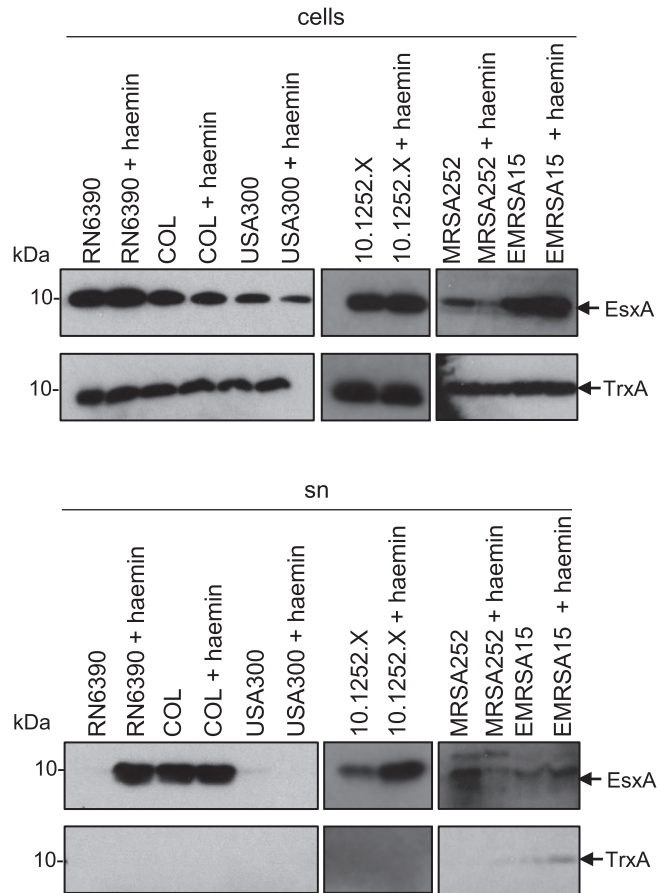 cells
RN6390
RN6390 + haemin
COL
COL + haemin
USA300
USA300 + haemin
10.1252.X
10.1252.X + haemin
MRSA252
MRSA252 + haemin
EMRSA15
EMRSA15 + haemin
kDa
10-
EsxA
10-
TrxA
sn
RN6390
RN6390 + haemin
COL
COL + haemin
USA300
USA300 + haemin
10.1252.X
10.1252.X + haemin
MRSA252
MRSA252 + haemin
EMRSA15
EMRSA15 + haemin
kDa
10-
EsxA
10-
TrxA